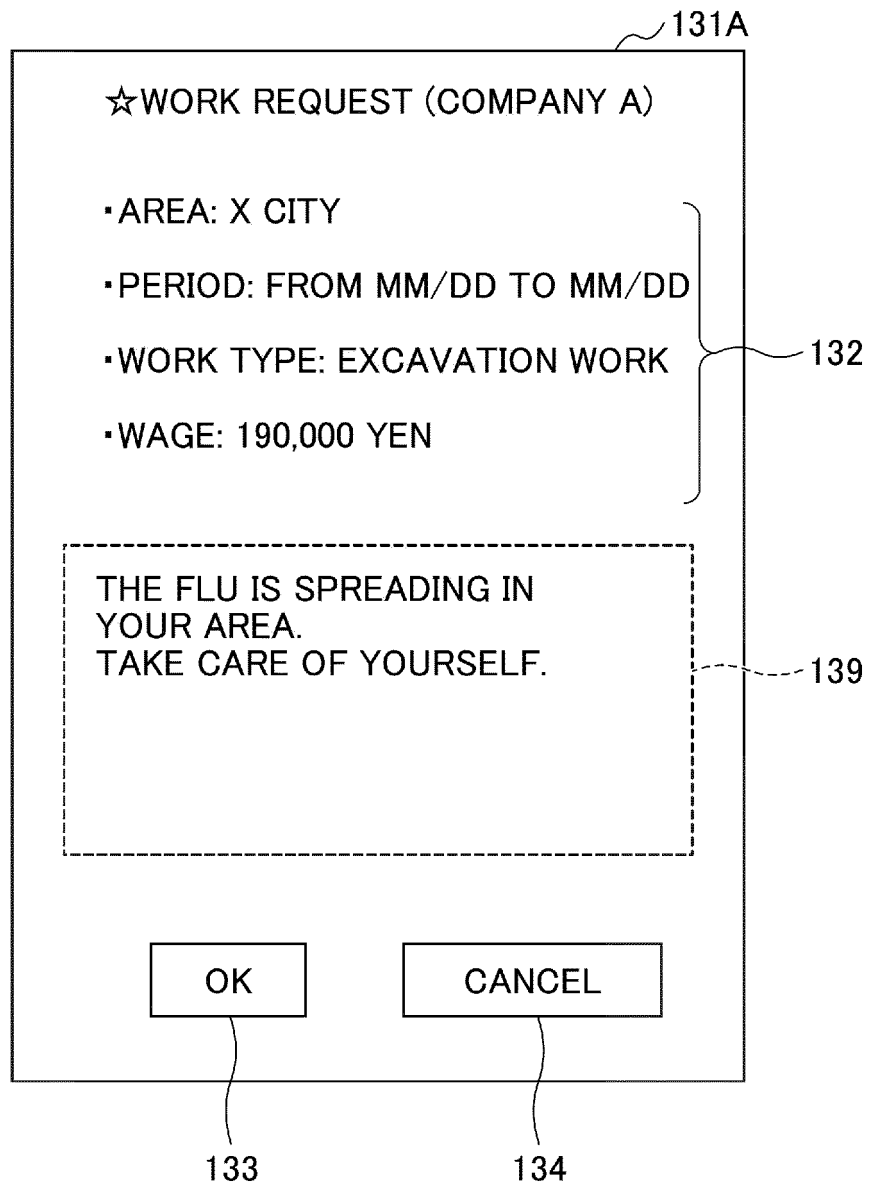 131A
☆WORK REQUEST (COMPANY A)
・AREA: X CITY
・PERIOD: FROM MM/DD TO MM/DD
・WORK TYPE: EXCAVATION WORK
132
・WAGE: 190,000 YEN
THE FLU IS SPREADING IN
YOUR AREA.
TAKE CARE OF YOURSELF.
139
OK
CANCEL
133
134